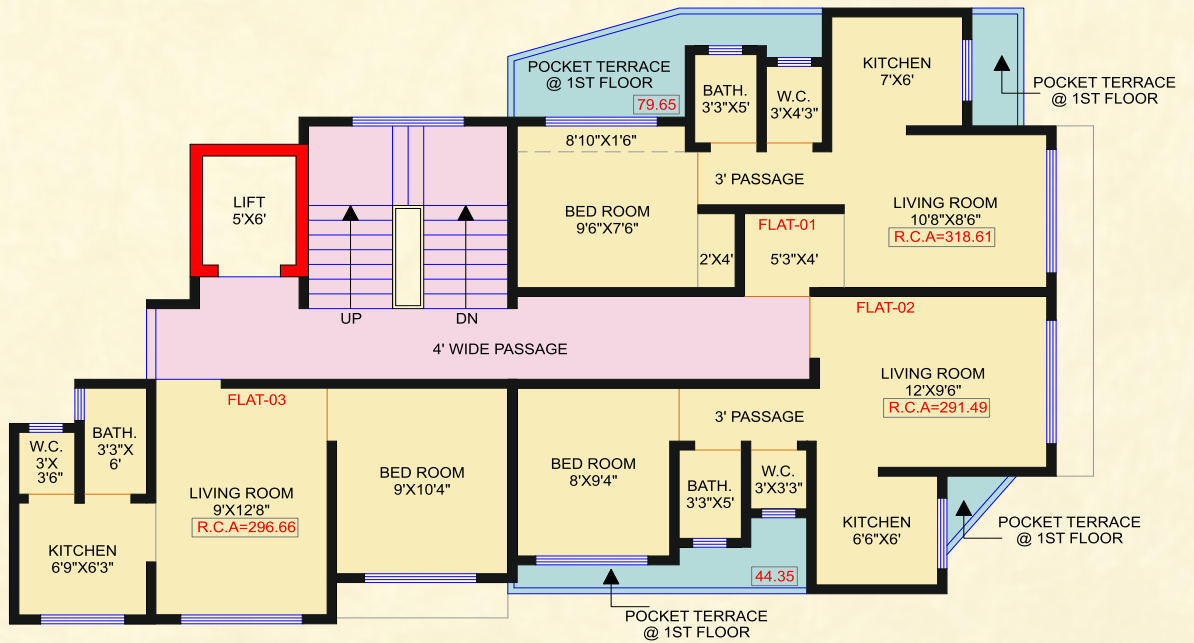 POCKET TERRACE
@ 1ST FLOOR
79.65
BATH.
3'3"X5'
W.C.
3'X4'3"
KITCHEN
7'X6'
POCKET TERRACE
@ 1ST FLOOR
8'10"X1'6"
3' PASSAGE
BED ROOM
9'6"X7'6"
LIVING ROOM
10'8"X8'6"
R.C.A=318.61
FLAT-01
2'X4'
5'3"X4'
LIFT
5'X6'
UP
DN
4' WIDE PASSAGE
FLAT-02
LIVING ROOM
12'X9'6"
R.C.A=291.49
3' PASSAGE
FLAT-03
W.C.
3'X
3'6"
BATH.
3'3"X
6'
LIVING ROOM
9'X12'8"
R.C.A=296.66
BED ROOM
9'X10'4"
KITCHEN
6'9"X6'3"
BED ROOM
8'X9'4"
BATH.
3'3"X5'
W.C.
3'X3'3"
KITCHEN
6'6"X6'
POCKET TERRACE
@ 1ST FLOOR
44.35
POCKET TERRACE
@ 1ST FLOOR